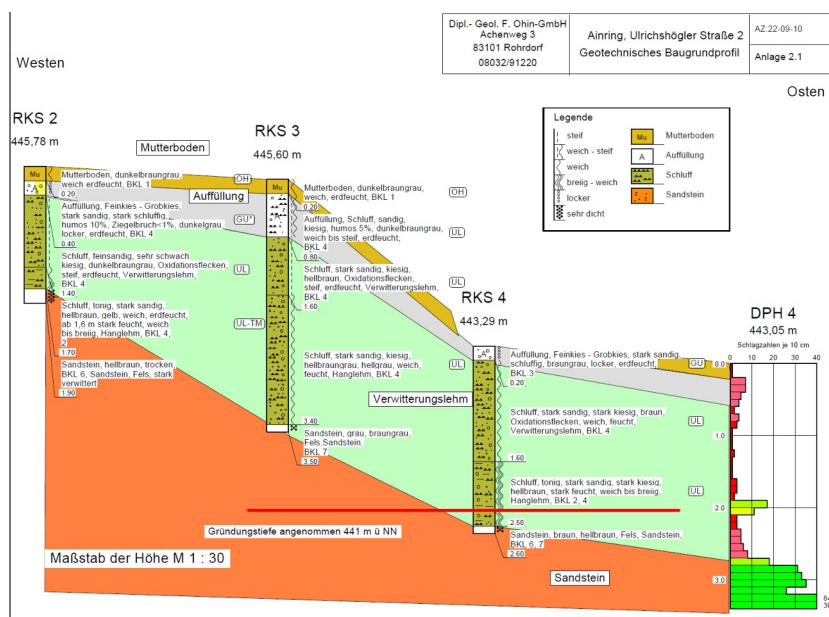 Dipl.- Geol. F. Ohin-GmbH
Achenweg 3
83101 Rohrdorf
08032/91220
Ainring, Ulrichshögler Straße 2
Geotechnisches Baugrundprofil
AZ:22-09-10
Anlage 2.1
Westen
Osten
Legende
steif
weich - steif
weich
breiig - weich
locker
sehr dicht
Mu
Mutterboden
A
Auffüllung
Schluff
Sandstein
RKS 2
445,78 m
Mutterboden
Mu
A
Mutterboden, dunkelbraungrau,
weich erdfeucht, BKL 1
OH
0.20
Auffüllung
Auffüllung, Feinkies - Grobkies,
stark sandig, stark schluffig,
humos 10%, Ziegelbruch<1%, dunkelgrau,
locker, erdfeucht, BKL 4
GU*
0.40
Schluff, feinsandig, sehr schwach
kiesig, dunkelbraungrau, Oxidationsflecken,
steif, erdfeucht, Verwitterungslehm,
BKL 4
UL
1.40
Schluff, tonig, stark sandig,
hellbraun, gelb, weich, erdfeucht,
ab 1,6 m stark feucht, weich
bis breiig, Hanglehm, BKL 4,
2
UL-TM
1.70
Sandstein, hellbraun, trocken,
BKL 6, Sandstein, Fels, stark
verwittert
1.90
RKS 3
445,60 m
Mu
A
Mutterboden, dunkelbraungrau,
weich, erdfeucht, BKL 1
OH
0.20
Auffüllung, Schluff, sandig,
kiesig, humos 5%, dunkelbraungrau,
weich bis steif, erdfeucht,
BKL 4
UL
0.80
Schluff, stark sandig, kiesig,
hellbraun, Oxidationsflecken,
steif, erdfeucht, Verwitterungslehm,
BKL 4
UL
1.60
Schluff, stark sandig, kiesig,
hellbraungrau, hellgrau, weich,
feucht, Hanglehm, BKL 4
UL
3.40
Sandstein, grau, braungrau,
Fels,Sandstein,
BKL 7
3.50
Verwitterungslehm
RKS 4
443,29 m
A
Auffüllung, Feinkies - Grobkies, stark sandig,
schluffig, braungrau, locker, erdfeucht,
BKL 3
GU
0.20
Schluff, stark sandig, stark kiesig, braun,
Oxidationsflecken, weich, feucht,
Verwitterungslehm, BKL 4
UL
1.60
Schluff, tonig, stark sandig, stark kiesig,
hellbraun, stark feucht, weich bis breiig,
Hanglehm, BKL 2, 4
UL
2.50
Sandstein, braun, hellbraun, Fels, Sandstein,
BKL 6, 7
2.60
DPH 4
443,05 m
Schlagzahlen je 10 cm
0 10 20 30 40
0.0
1.0
2.0
3.0
Gründungstiefe angenommen 441 m ü NN
Maßstab der Höhe M 1 : 30
Sandstein